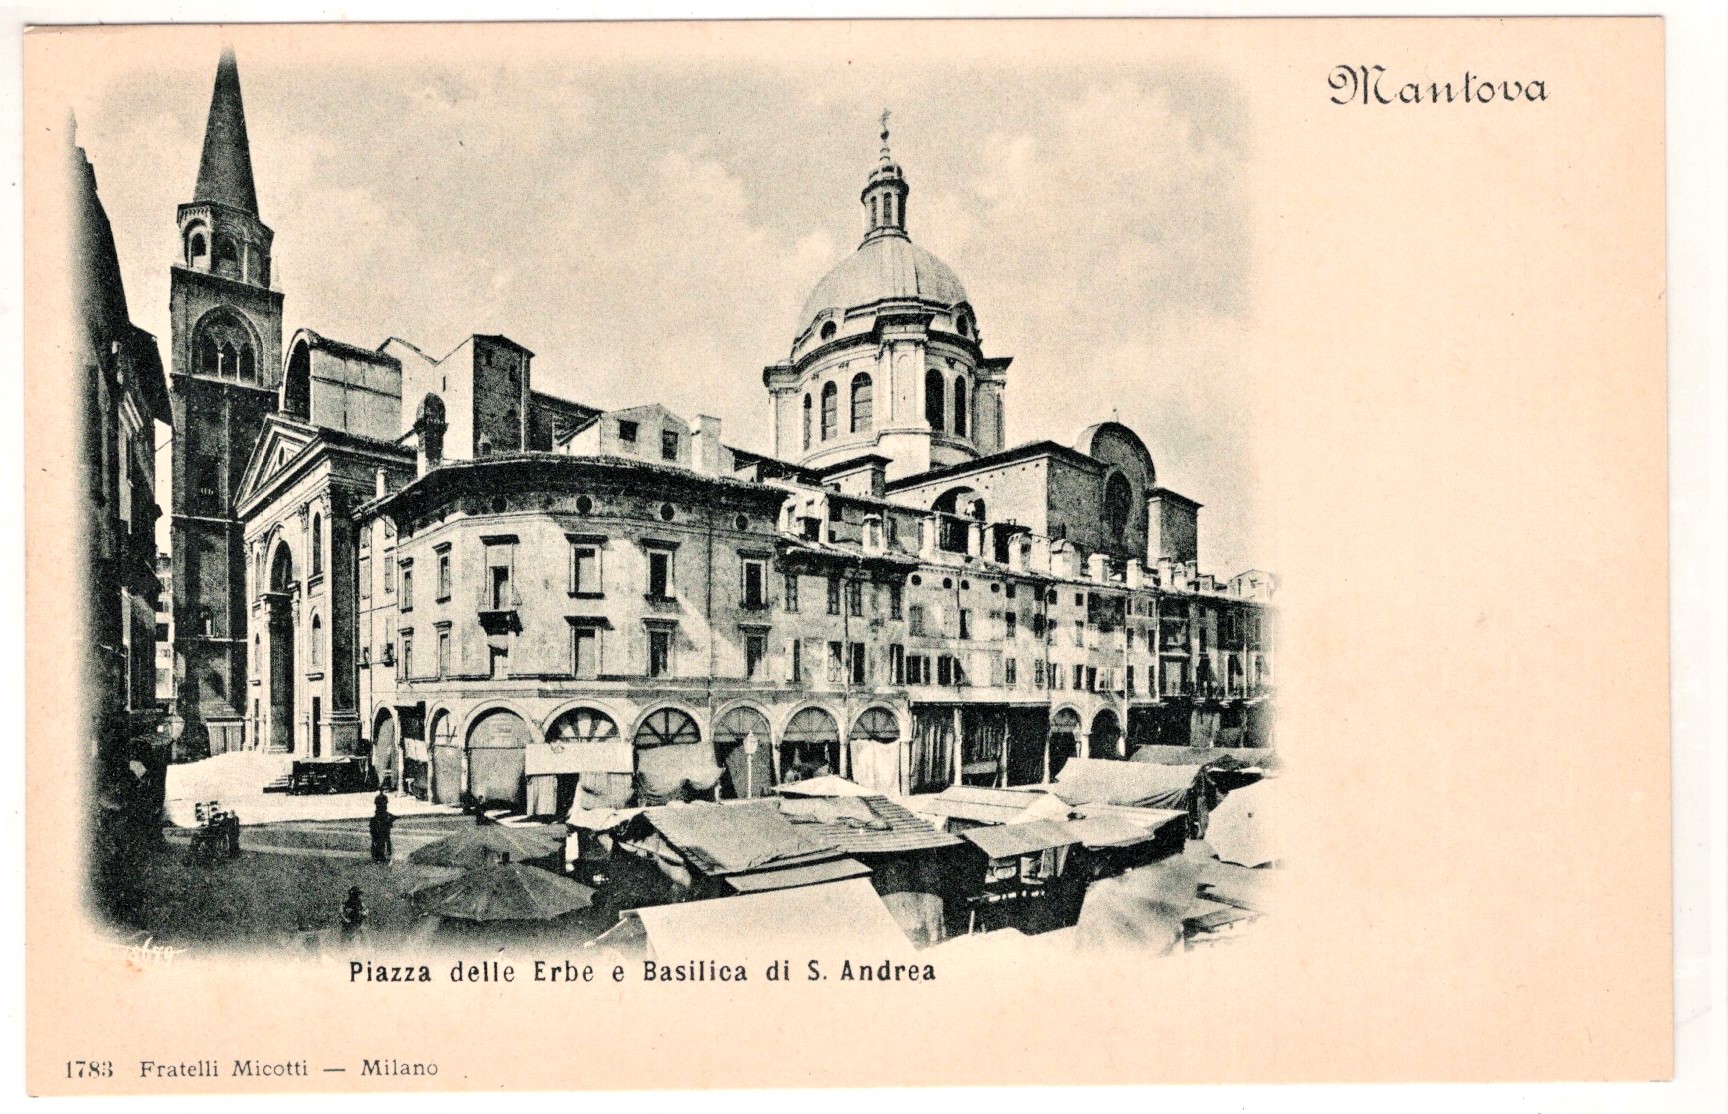 Mantova
Piazza delle Erbe e Basilica di S. Andrea
1783 Fratelli Micotti — Milano